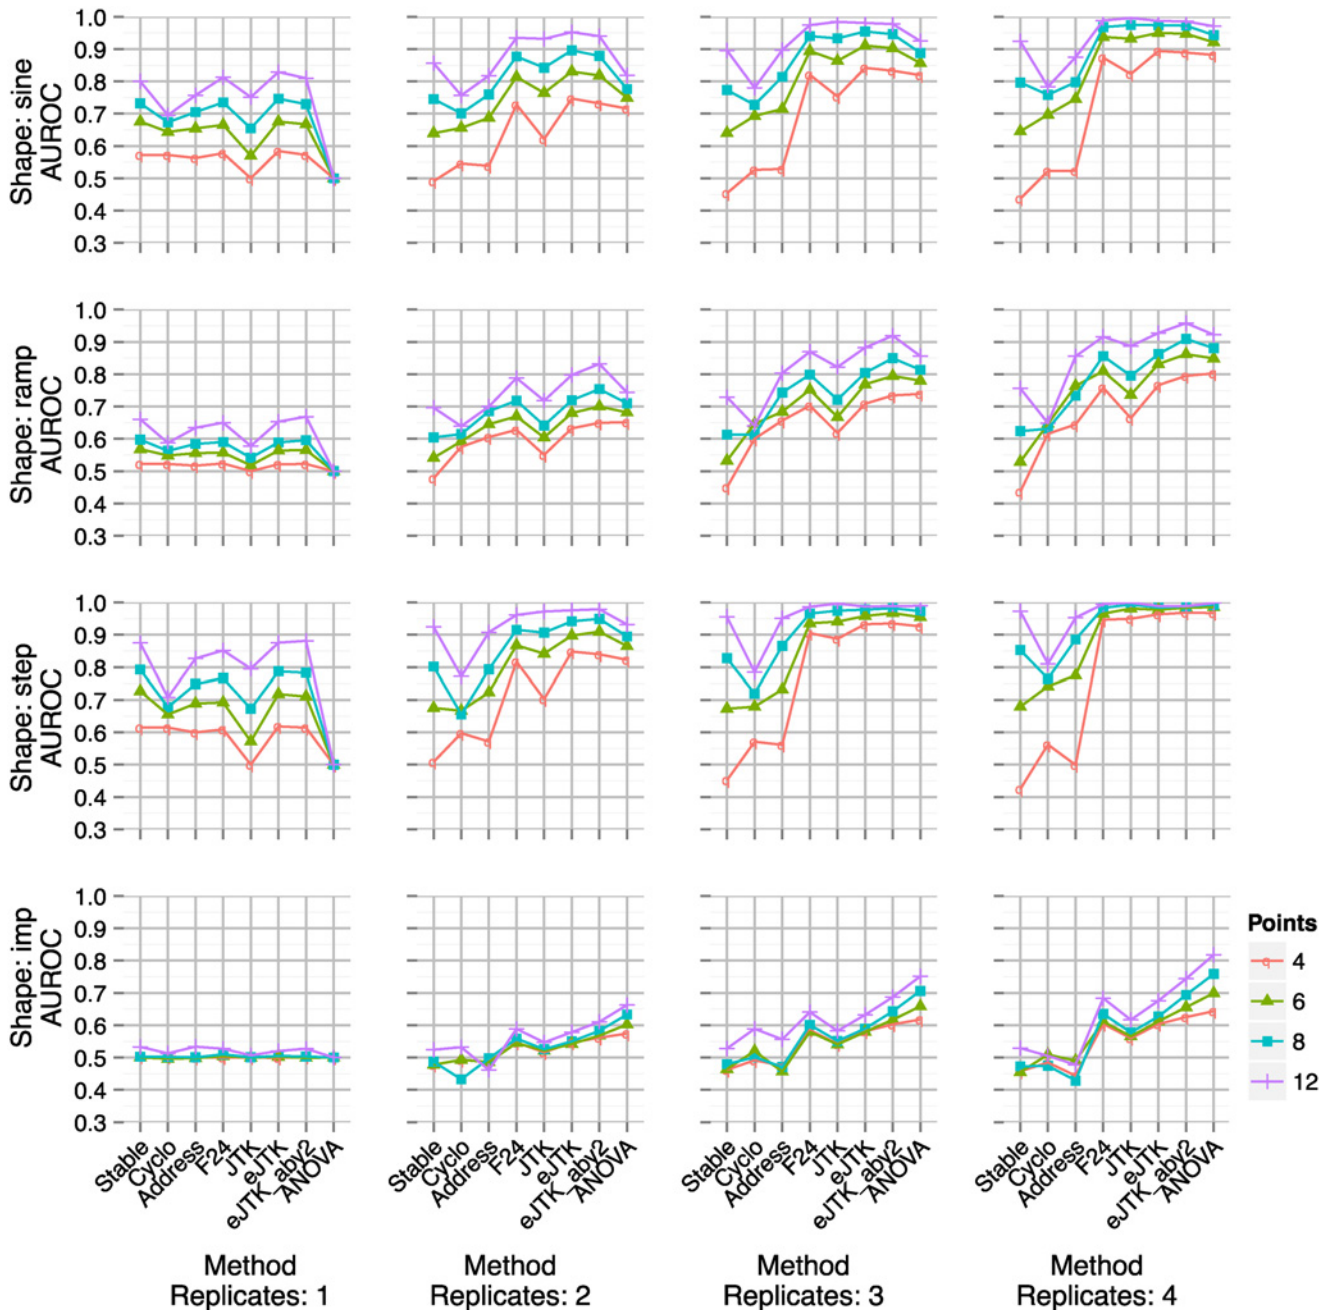 Shape: sine
AUROC
1.0
0.9
0.8
0.7
0.6
0.5
0.4
0.3
Shape: ramp
AUROC
1.0
0.9
0.8
0.7
0.6
0.5
0.4
0.3
Shape: step
AUROC
1.0
0.9
0.8
0.7
0.6
0.5
0.4
0.3
Shape: imp
AUROC
1.0
0.9
0.8
0.7
0.6
0.5
0.4
0.3
Points
4
6
8
12
Stable
Cyclo
Address
F24
JTK
eJTK
eJTK_aby2
ANOVA
Stable
Cyclo
Address
F24
JTK
eJTK
eJTK_aby2
ANOVA
Stable
Cyclo
Address
F24
JTK
eJTK
eJTK_aby2
ANOVA
Stable
Cyclo
Address
F24
JTK
eJTK
eJTK_aby2
ANOVA
Method
Replicates: 1
Method
Replicates: 2
Method
Replicates: 3
Method
Replicates: 4